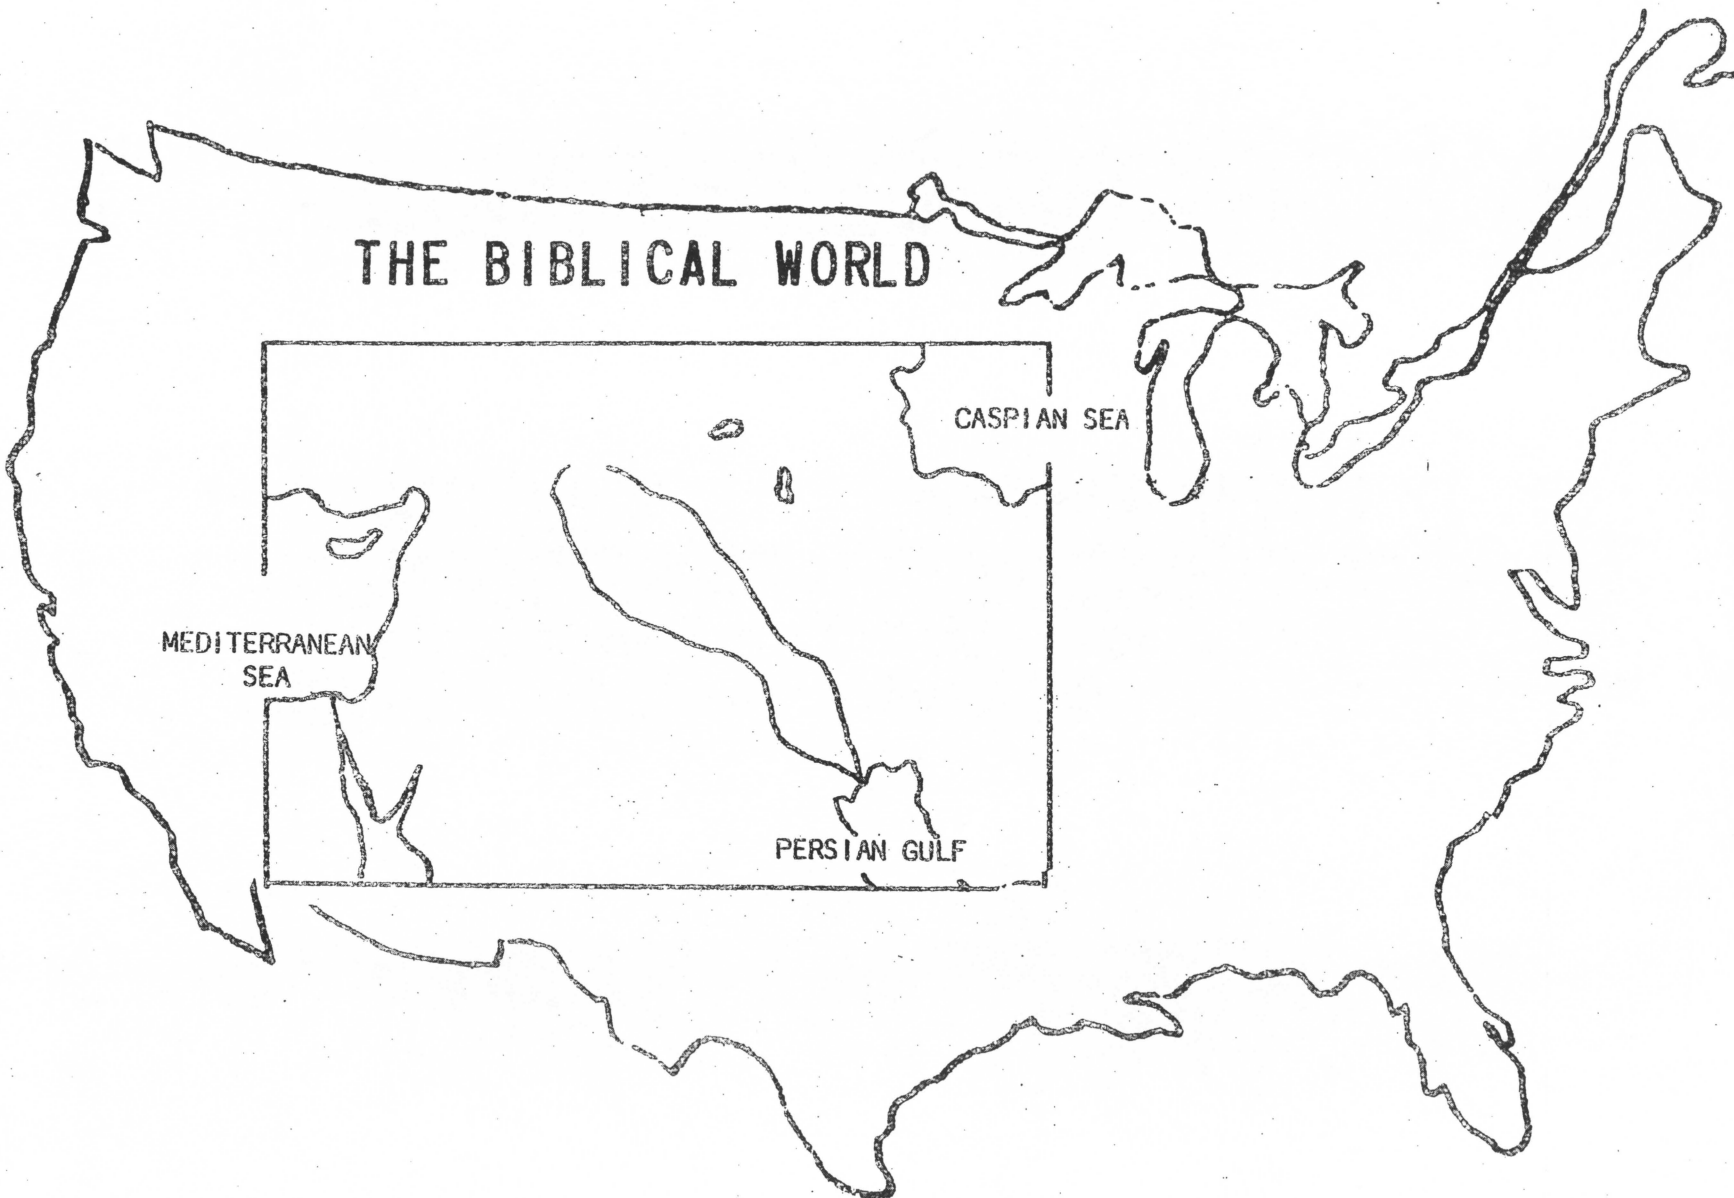 THE BIBLICAL WORLD
CASPIAN SEA
MEDITERRANEAN
SEA
PERSIAN GULF